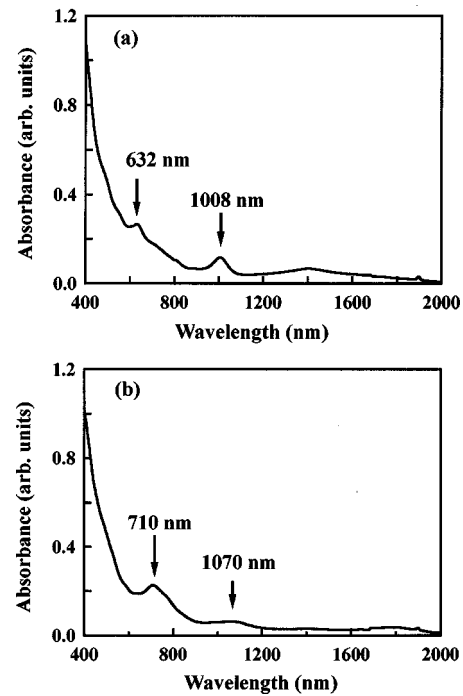 (a)
1.2
0.8
0.4
0.0
Absorbance (arb. units)
632 nm
1008 nm
400 800 1200 1600 2000
Wavelength (nm)
(b)
1.2
0.8
0.4
0.0
Absorbance (arb. units)
710 nm
1070 nm
400 800 1200 1600 2000
Wavelength (nm)